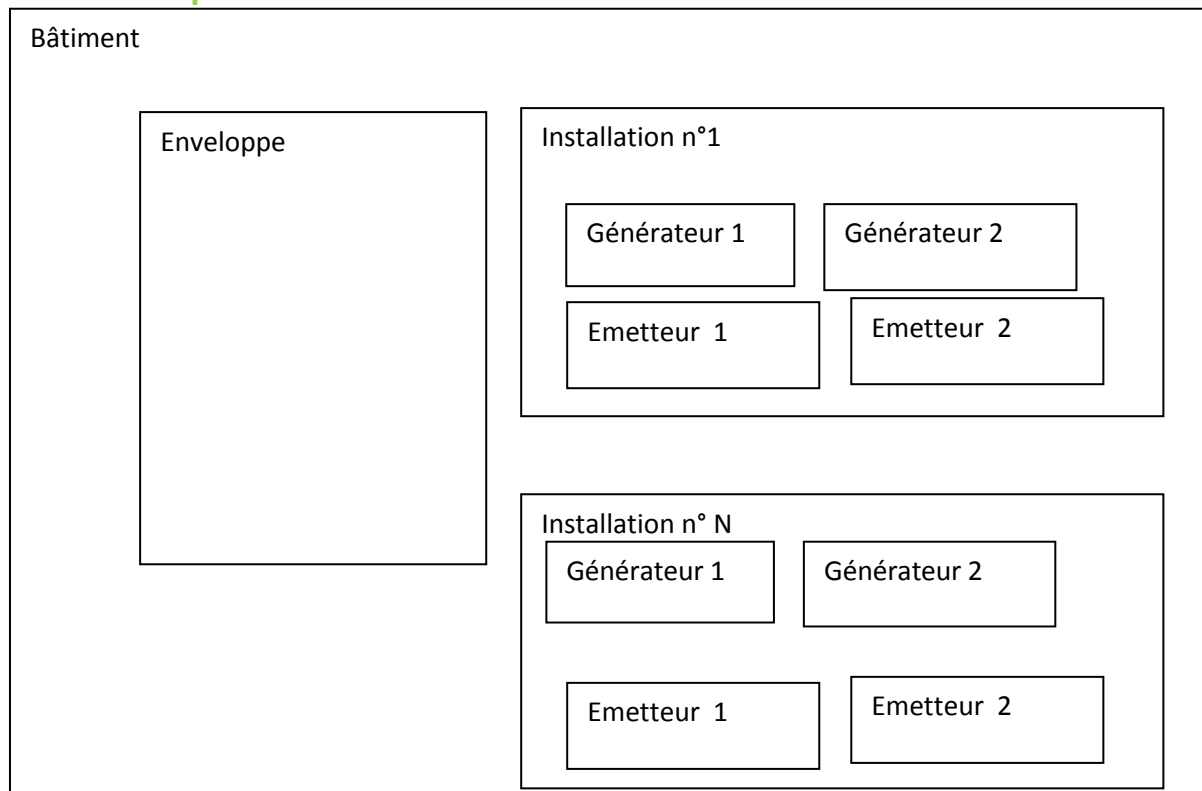 Bâtiment
Enveloppe
Installation n°1
Générateur 1
Générateur 2
Emetteur 1
Emetteur 2
Installation n° N
Générateur 1
Générateur 2
Emetteur 1
Emetteur 2